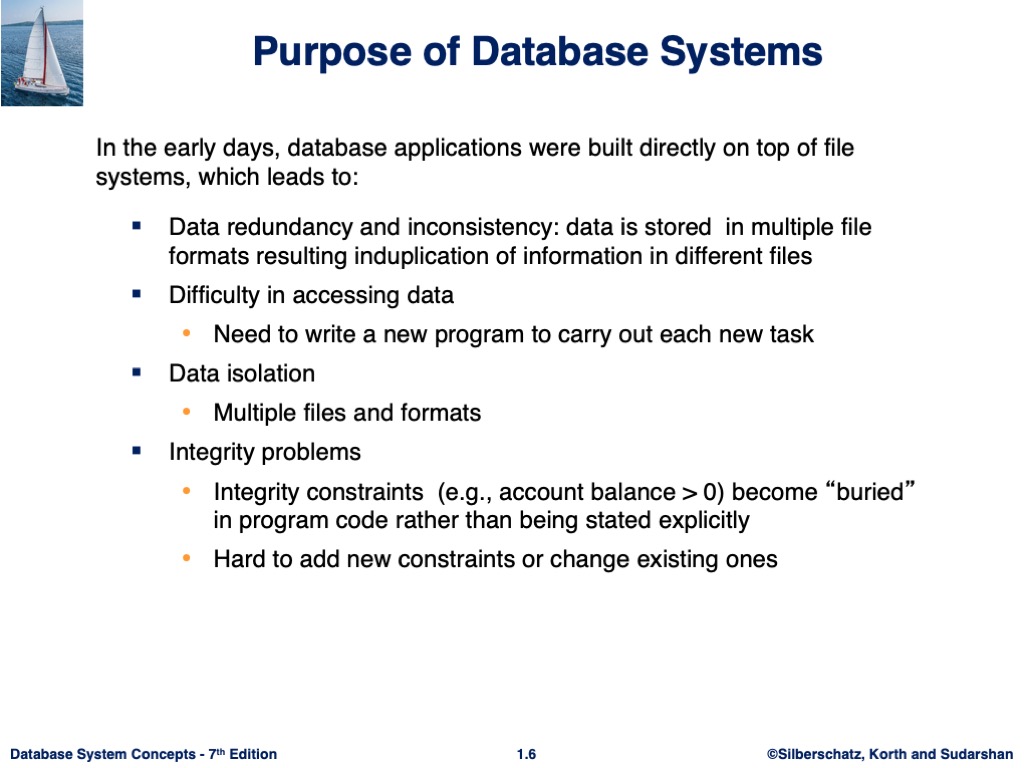 Purpose of Database Systems
In the early days, database applications were built directly on top of file
systems, which leads to:
▪ Data redundancy and inconsistency: data is stored  in multiple file
formats resulting induplication of information in different files
▪ Difficulty in accessing data
• Need to write a new program to carry out each new task
▪ Data isolation
• Multiple files and formats
▪ Integrity problems
• Integrity constraints  (e.g., account balance > 0) become “buried”
in program code rather than being stated explicitly
• Hard to add new constraints or change existing ones
Database System Concepts - 7th Edition
1.6
©Silberschatz, Korth and Sudarshan